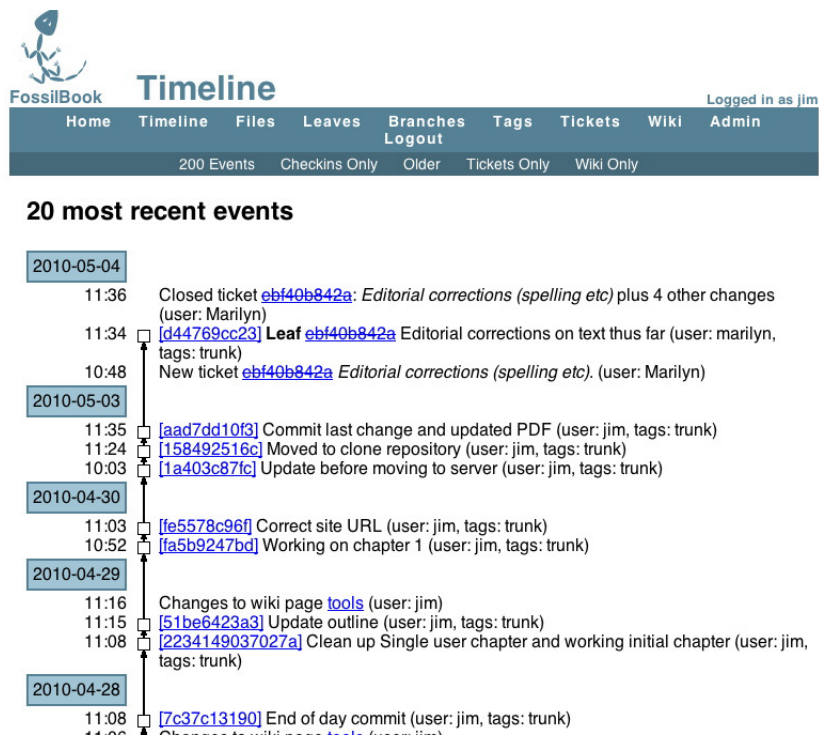 FossilBook
Timeline
Logged in as jim
Home Timeline Files Leaves Branches Tags Tickets Wiki Admin
Logout
200 Events Checkins Only Older Tickets Only Wiki Only
20 most recent events
2010-05-04
11:36 Closed ticket ebf40b842a: Editorial corrections (spelling etc) plus 4 other changes
(user: Marilyn)
11:34 [d44769cc23] Leaf ebf40b842a Editorial corrections on text thus far (user: marilyn,
tags: trunk)
10:48 New ticket ebf40b842a Editorial corrections (spelling etc). (user: Marilyn)
2010-05-03
11:35 [aad7dd10f3] Commit last change and updated PDF (user: jim, tags: trunk)
11:24 [158492516c] Moved to clone repository (user: jim, tags: trunk)
10:03 [1a403c87fc] Update before moving to server (user: jim, tags: trunk)
2010-04-30
11:03 [fe5578c96f] Correct site URL (user: jim, tags: trunk)
10:52 [fa5b9247bd] Working on chapter 1 (user: jim, tags: trunk)
2010-04-29
11:16 Changes to wiki page tools (user: jim)
11:15 [51be6423a3] Update outline (user: jim, tags: trunk)
11:08 [2234149037027a] Clean up Single user chapter and working initial chapter (user: jim,
tags: trunk)
2010-04-28
11:08 [7c37c13190] End of day commit (user: jim, tags: trunk)
11:06 Changes to wiki page tools (user: jim)